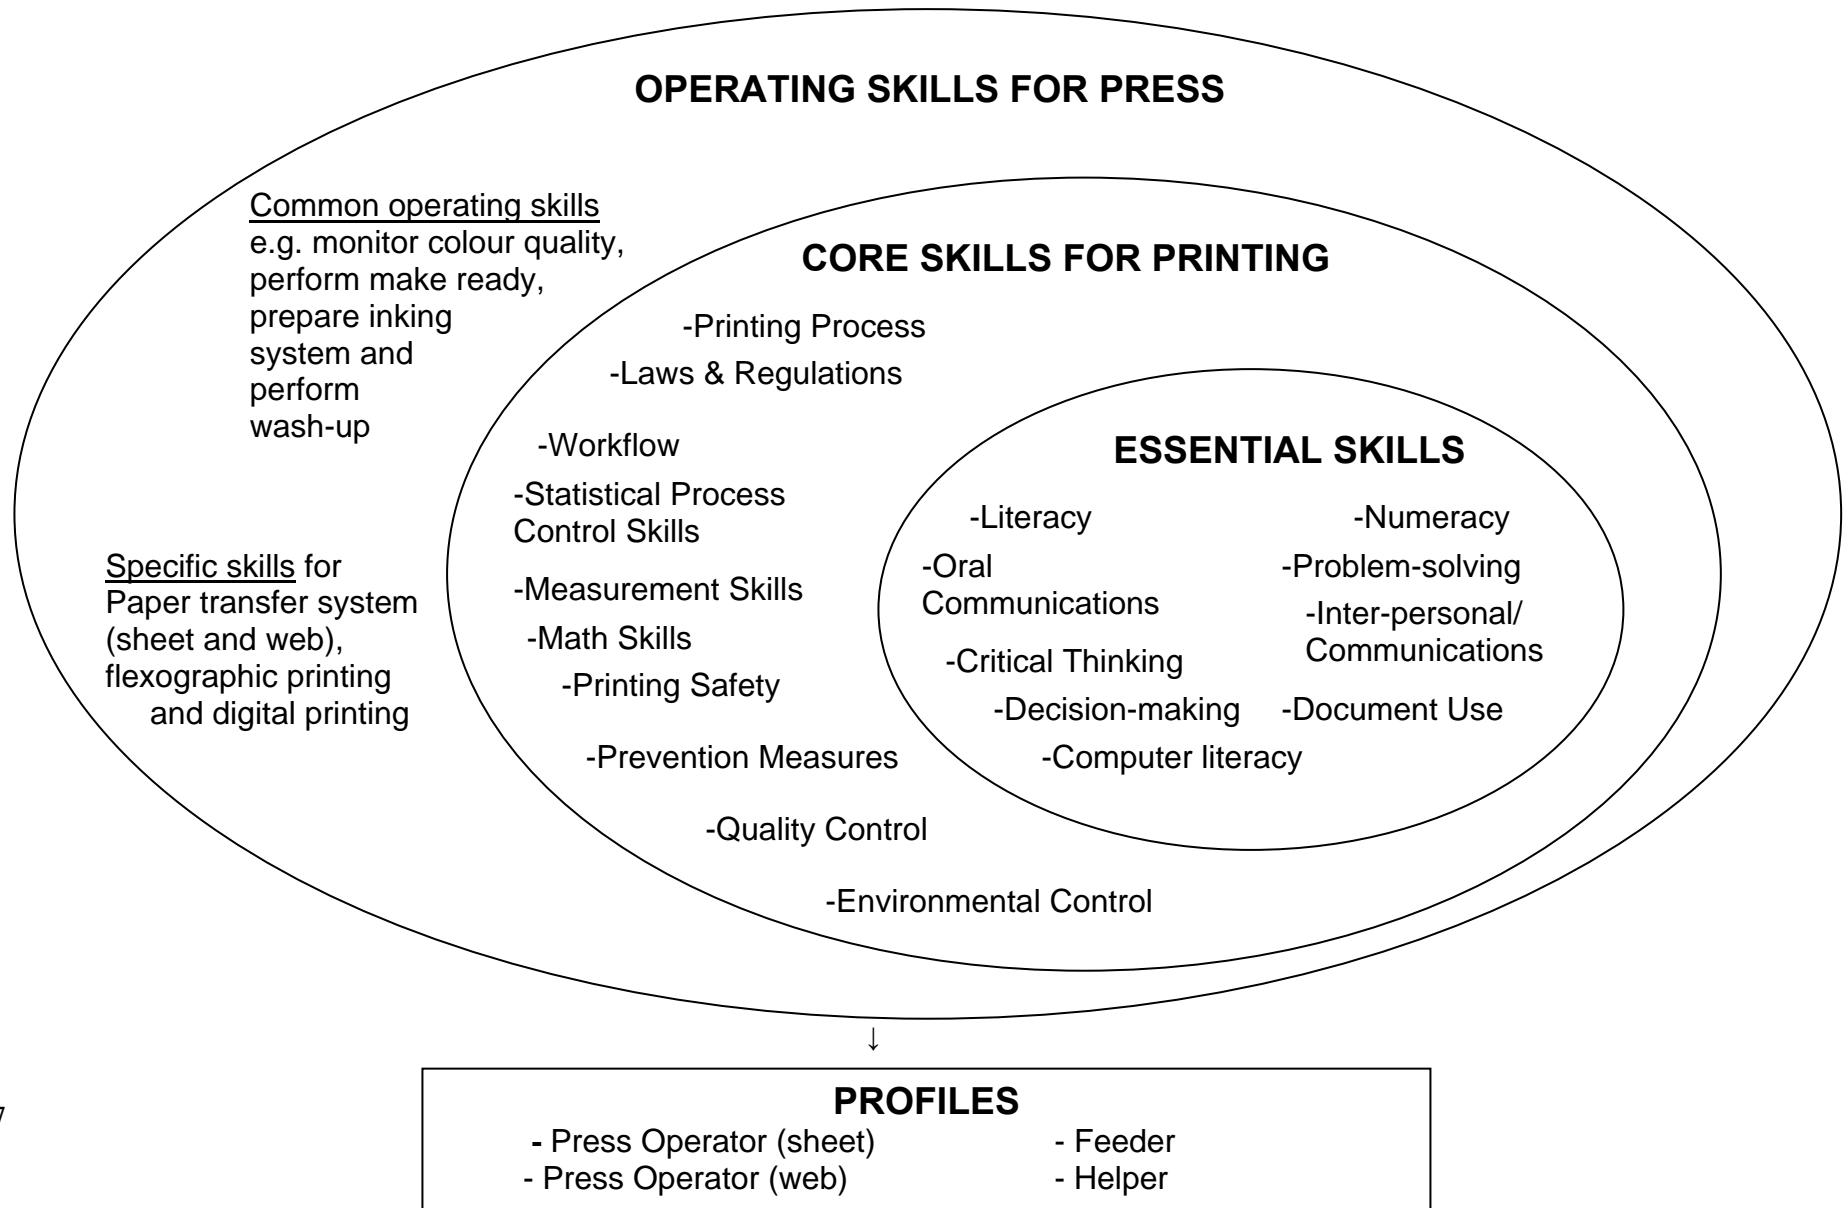 OPERATING SKILLS FOR PRESS
Common operating skills
e.g. monitor colour quality,
perform make ready,
prepare inking
system and
perform
wash-up
Specific skills for
Paper transfer system
(sheet and web),
flexographic printing
and digital printing
CORE SKILLS FOR PRINTING
-Printing Process
-Laws & Regulations
-Workflow
-Statistical Process
Control Skills
-Measurement Skills
-Math Skills
-Printing Safety
-Prevention Measures
-Quality Control
-Environmental Control
ESSENTIAL SKILLS
-Literacy
-Numeracy
-Oral
Communications
-Problem-solving
-Inter-personal/
Communications
-Critical Thinking
-Decision-making
-Document Use
-Computer literacy
↓
PROFILES
- Press Operator (sheet)
- Feeder
- Press Operator (web)
- Helper